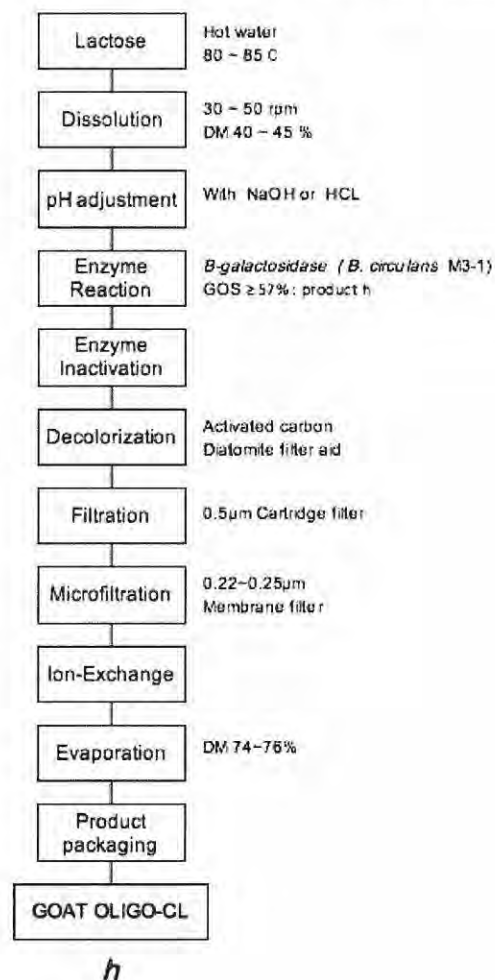 Lactose
Hot water
80 ~ 85 C
Dissolution
30 ~ 50 rpm
DM 40 ~ 45 %
pH adjustment
With NaOH or HCL
Enzyme
Reaction
B-galactosidase ( B. circulans M3-1)
GOS ≥ 57% : product h
Enzyme
Inactivation
Decolorization
Activated carbon
Diatomite filter aid
Filtration
0.5µm Cartridge filter
Microfiltration
0.22~0.25µm
Membrane filter
Ion-Exchange
Evaporation
DM 74~76%
Product
packaging
GOAT OLIGO-CL
h